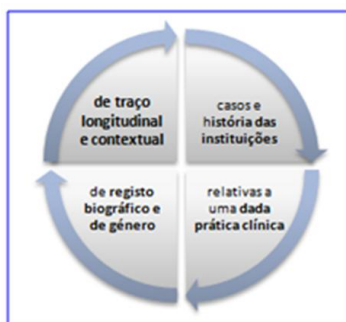 de traço
longitudinal
e contextual
casos e
história das
instituições
de registo
biográfico e
de género
relativas a
uma dada
prática clínica